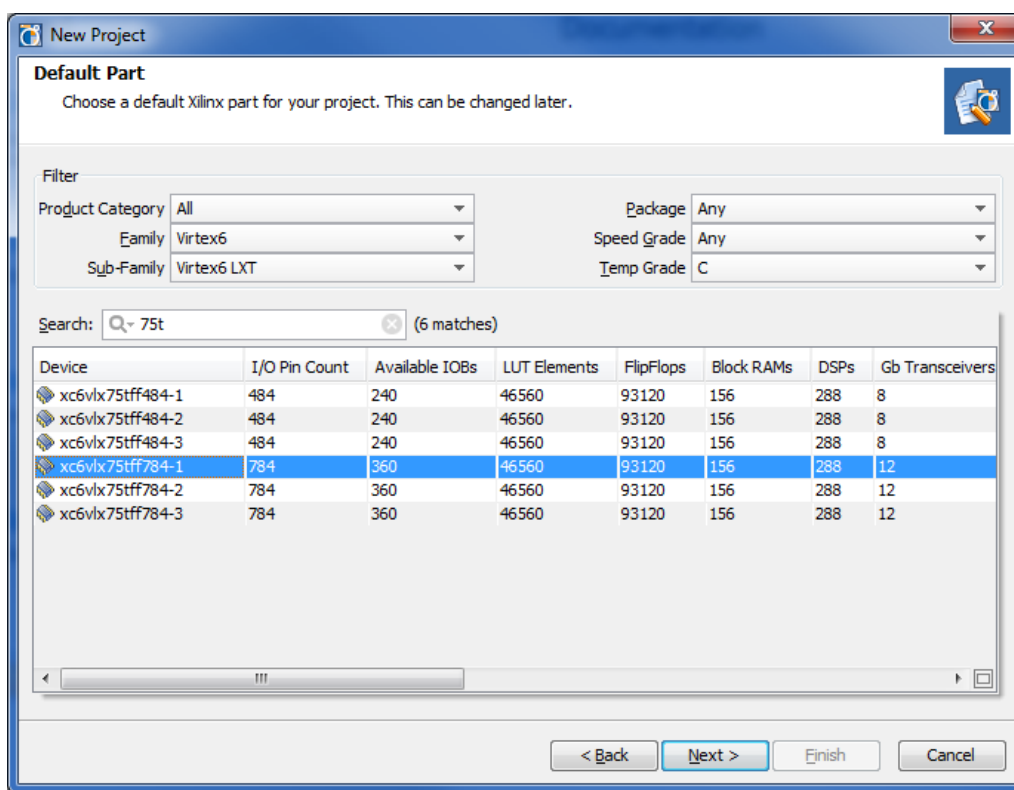 New Project
Documentation
Default Part
Choose a default Xilinx part for your project. This can be changed later.
Filter
Product Category All Package Any
Family Virtex6 Speed Grade Any
Sub-Family Virtex6 LXT Temp Grade C
Search: 75t (6 matches)
Device I/O Pin Count Available IOBs LUT Elements FlipFlops Block RAMs DSPs Gb Transceivers
xc6vlx75tff484-1 484 240 46560 93120 156 288 8
xc6vlx75tff484-2 484 240 46560 93120 156 288 8
xc6vlx75tff484-3 484 240 46560 93120 156 288 8
xc6vlx75tff784-1 784 360 46560 93120 156 288 12
xc6vlx75tff784-2 784 360 46560 93120 156 288 12
xc6vlx75tff784-3 784 360 46560 93120 156 288 12
< Back Next > Finish Cancel